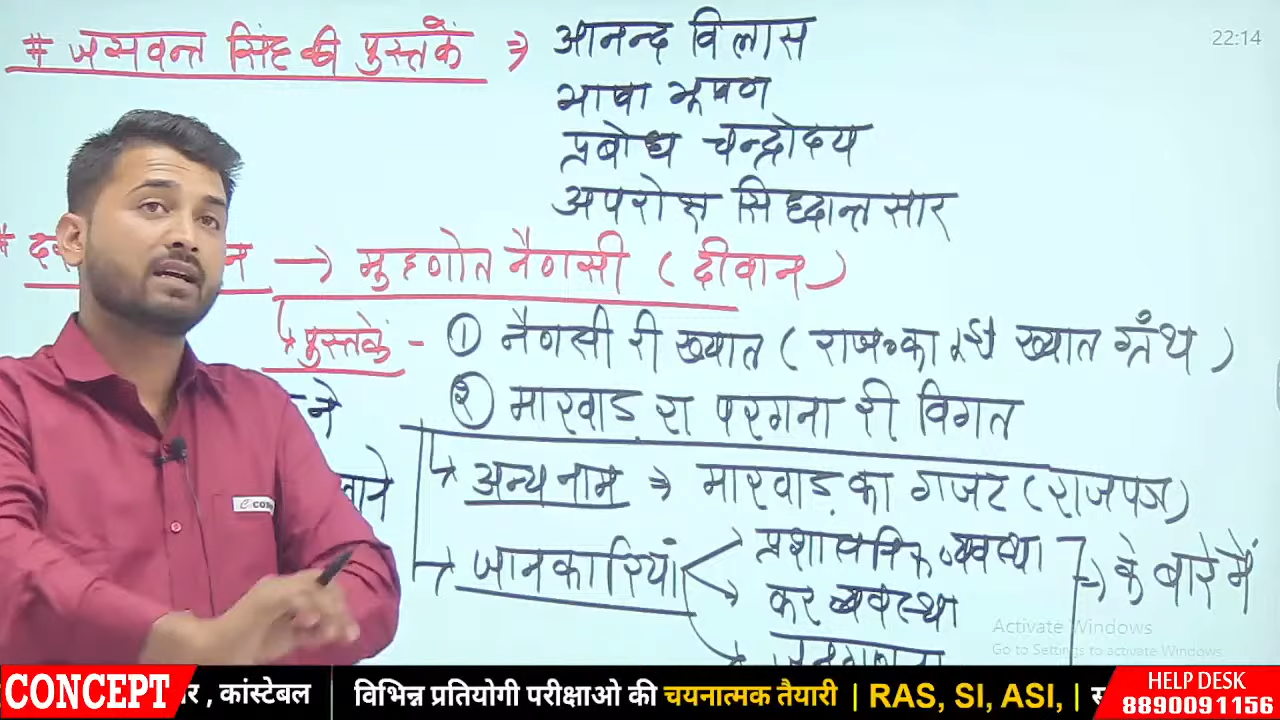 # जसवन्त सिंह की पुस्तकें ⇒ आनन्द विलास
22:14
भाषा भूषण
प्रबोध चन्द्रोदय
अपरोक्ष सिद्धान्त सार
# → मुहणोत नैणसी (दीवान)
↳ पुस्तकें - ① नैणसी री ख्यात (राज० का ख्यात ग्रँथ)
ने ② मारवाड़ रा परगना री विगत
↳ अन्य नाम ⇒ मारवाड़ का गजट (राजपत्र)
→ जानकारियां प्रशासनिक व्यवस्था → के बारे में
→ कर व्यवस्था
Activate Windows
Go to Settings to activate Windows.
C CON
CONCEPT
र , कांस्टेबल | विभिन्न प्रतियोगी परीक्षाओ की चयनात्मक तैयारी | RAS, SI, ASI, |
HELP DESK
8890091156